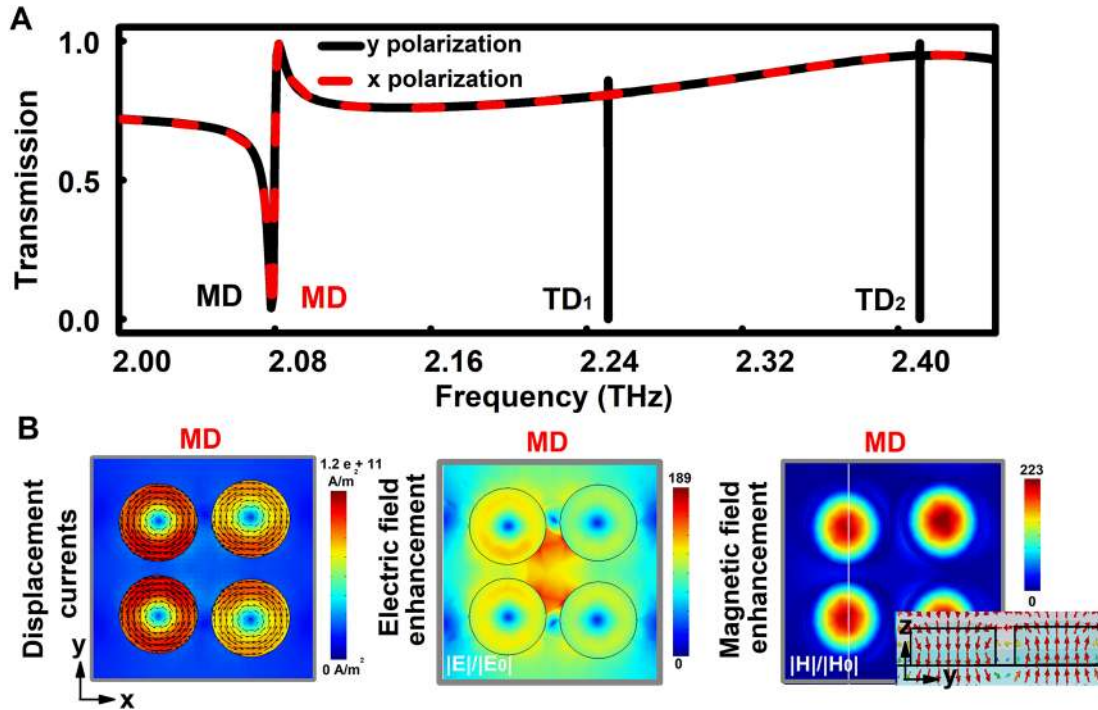 A
1.0
0.5
0.0
Transmission
y polarization
x polarization
MD MD
TD1
TD2
2.00 2.08 2.16 2.24 2.32 2.40
Frequency (THz)
B
MD
Displacement
currents
1.2 e + 11
A/m²
0 A/m²
y
x
MD
Electric field
enhancement
|E|/|E0|
189
0
MD
Magnetic field
enhancement
|H|/|H0|
223
0
z
y